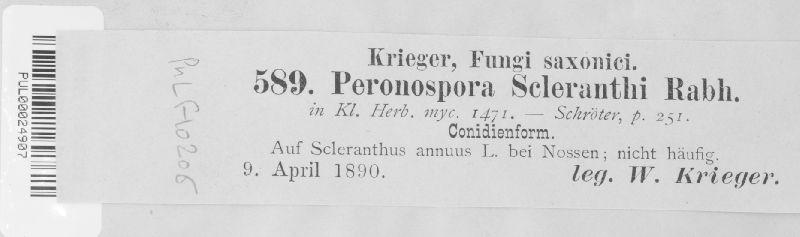 Krieger, Fungi saxonici.
589. Peronospora Scleranthi Rabh.
in Kl. Herb. myc. 1471. — Schröter, p. 251.
Conidienform.
Auf Scleranthus annuus L. bei Nossen; nicht häufig.
9. April 1890.
leg. W. Krieger.
PUL00024907
PuL F10206